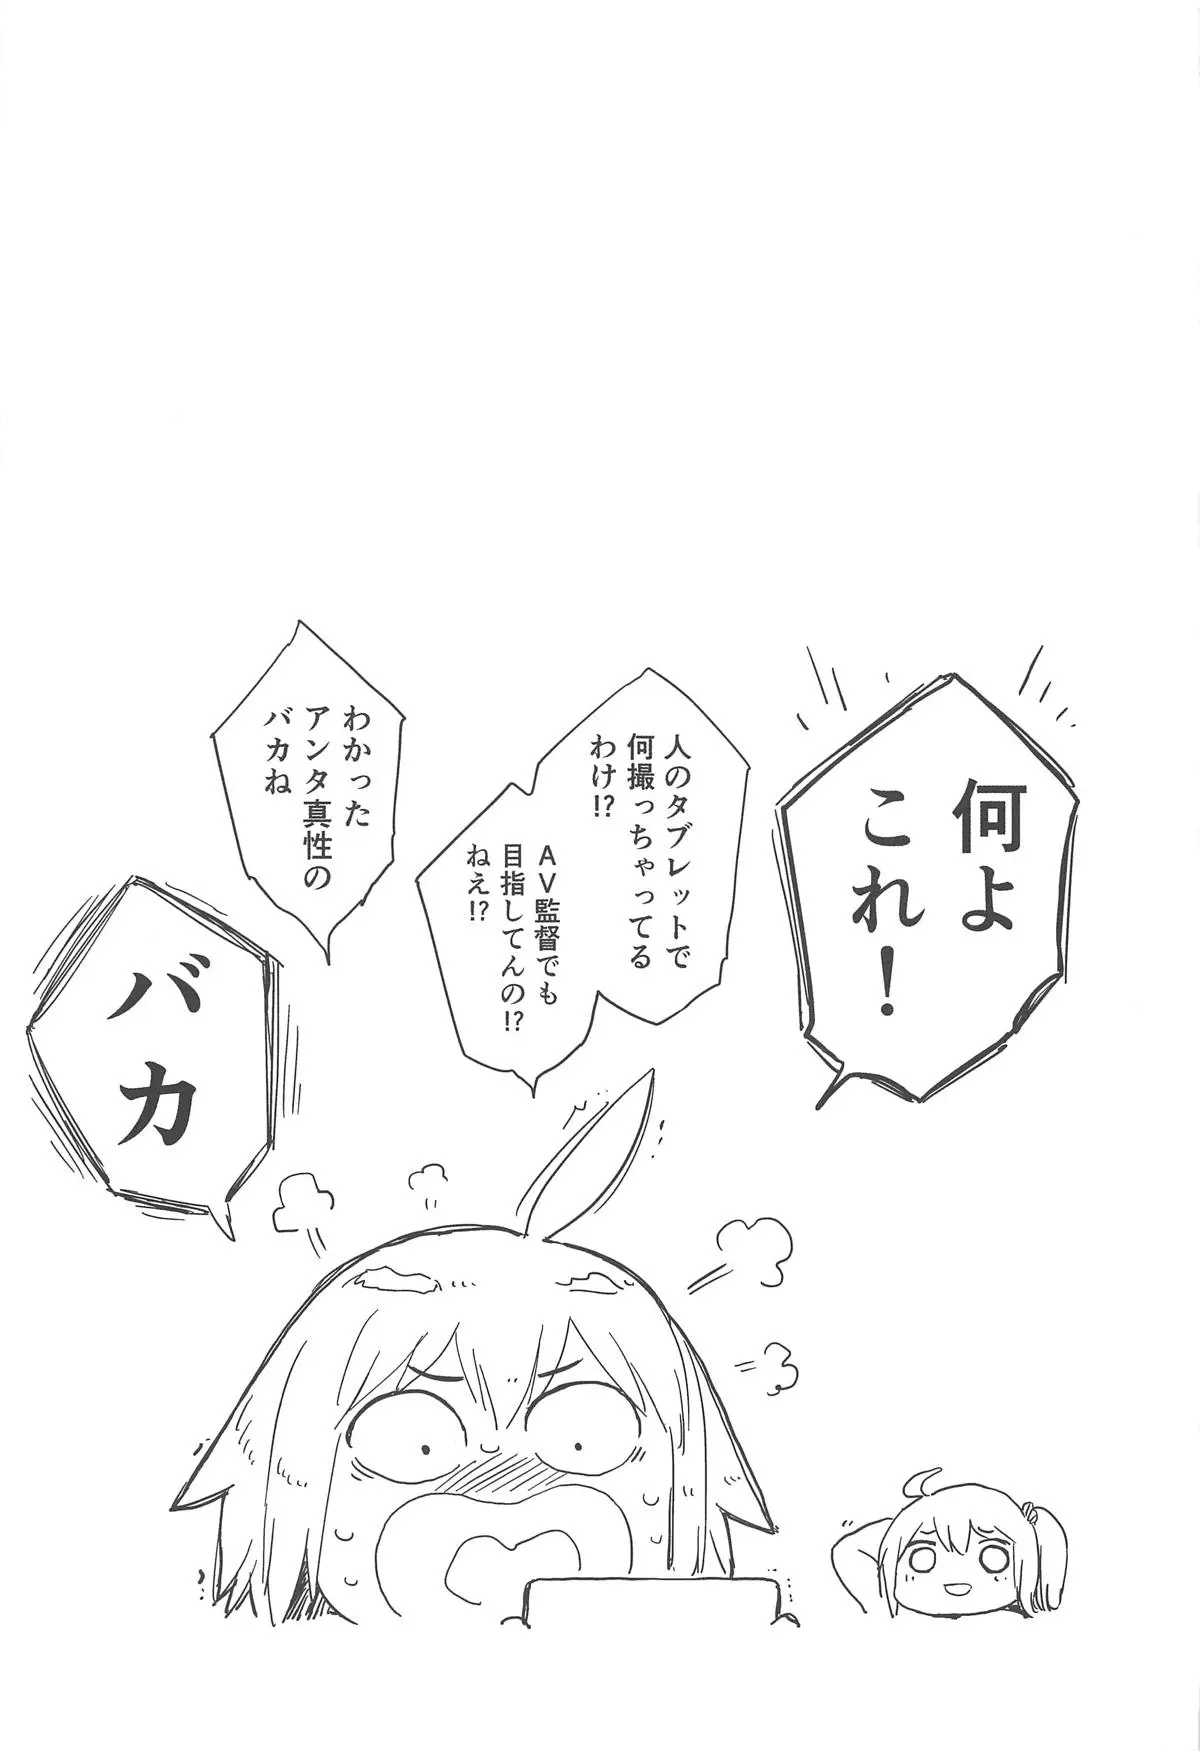 何よ
これ！
人のタブレットで
何撮っちゃってる
わけ!?
AV監督でも
目指してんの!?
ねえ!?
わかった
アンタ真性の
バカね
バカ